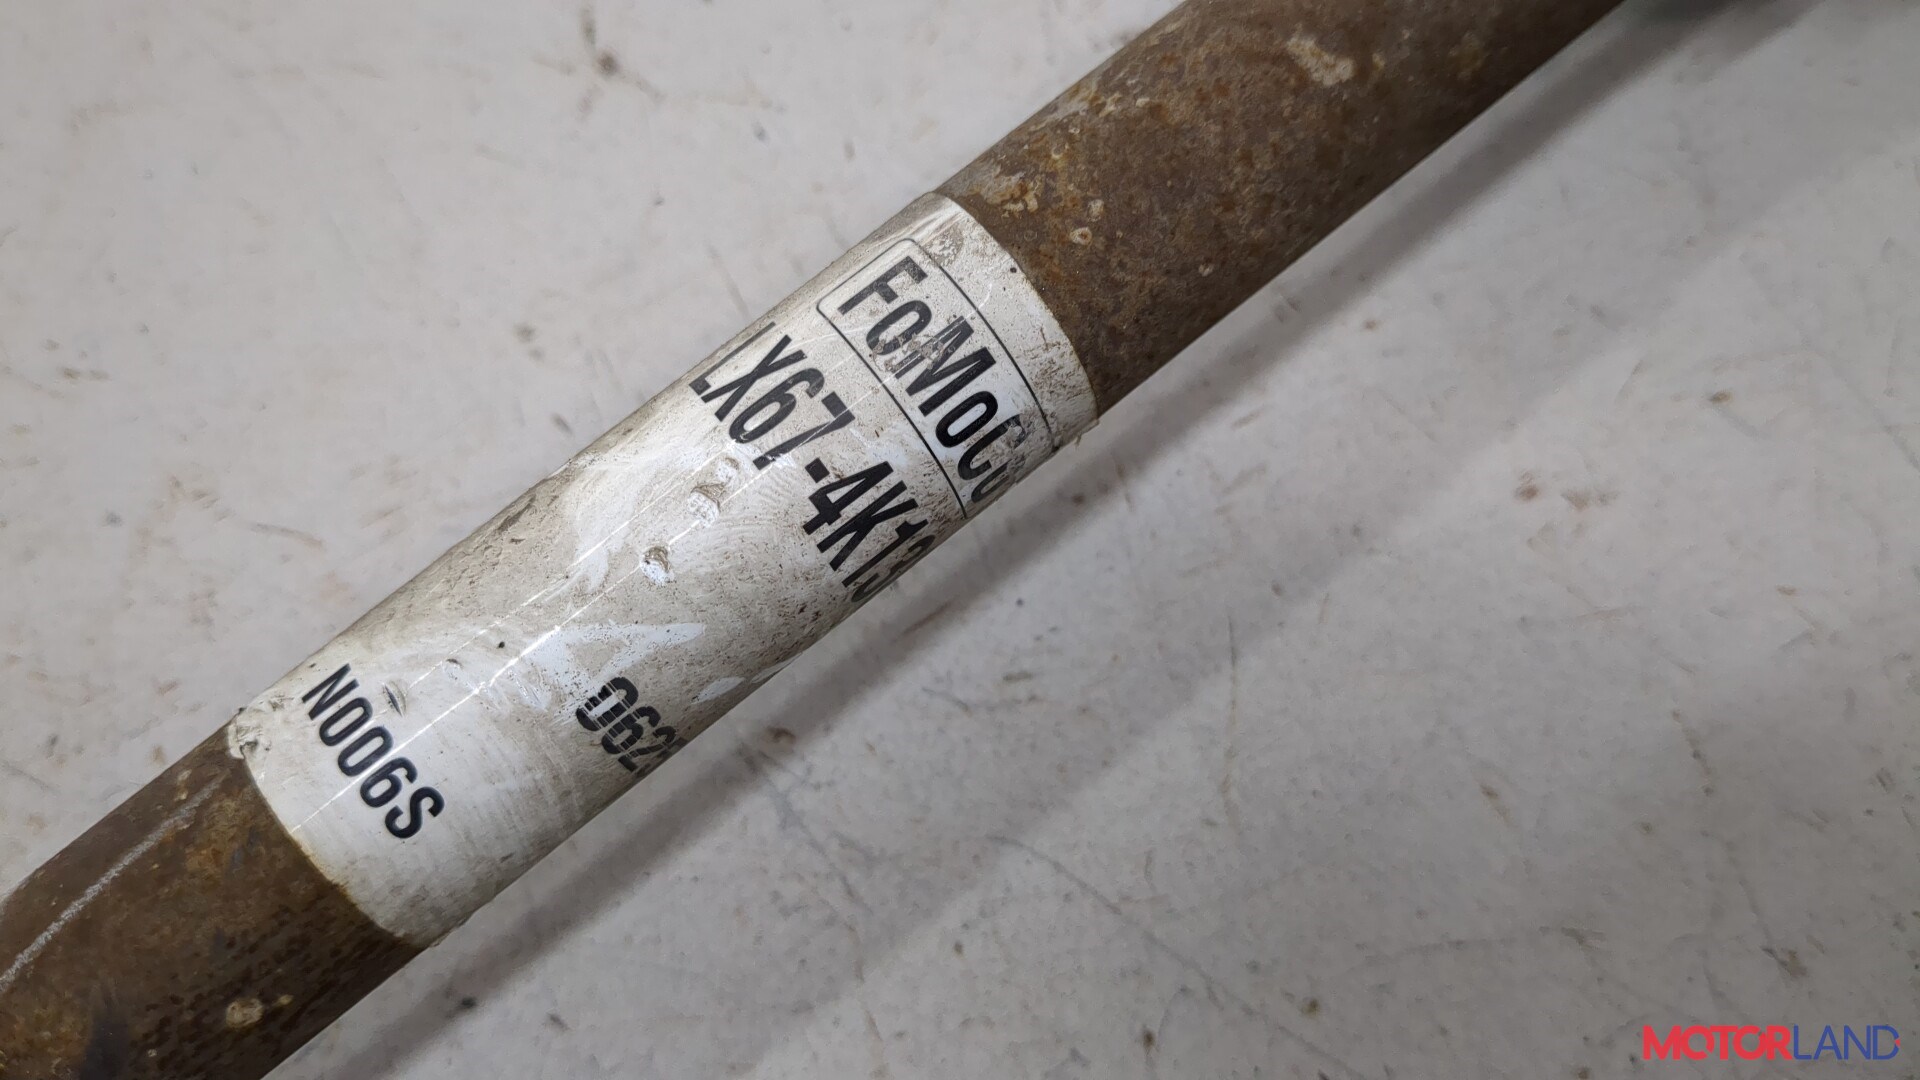 FoMoCo
LX67-4K13
062
N006S
MOTORLAND